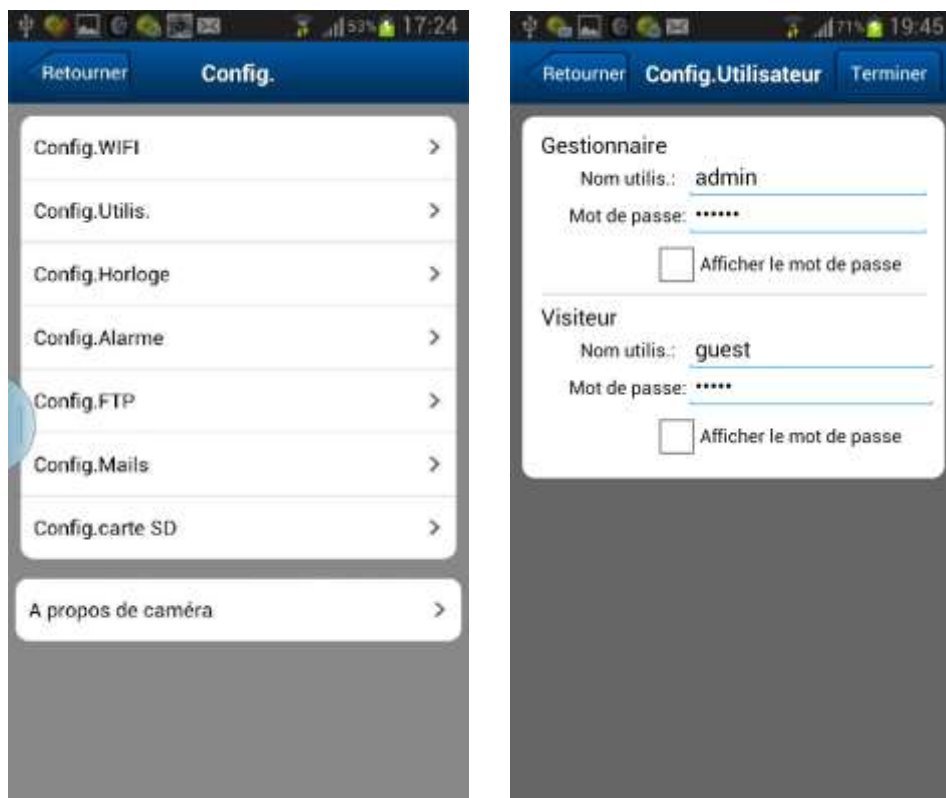 53% 17:24
Retourner Config.
Config.WIFI
Config.Utilis.
Config.Horloge
Config.Alarme
Config.FTP
Config.Mails
Config.carte SD
A propos de caméra
71% 19:45
Retourner Config.Utilisateur Terminer
Gestionnaire
Nom utilis.: admin
Mot de passe: ••••••
Afficher le mot de passe
Visiteur
Nom utilis.: guest
Mot de passe: •••••
Afficher le mot de passe